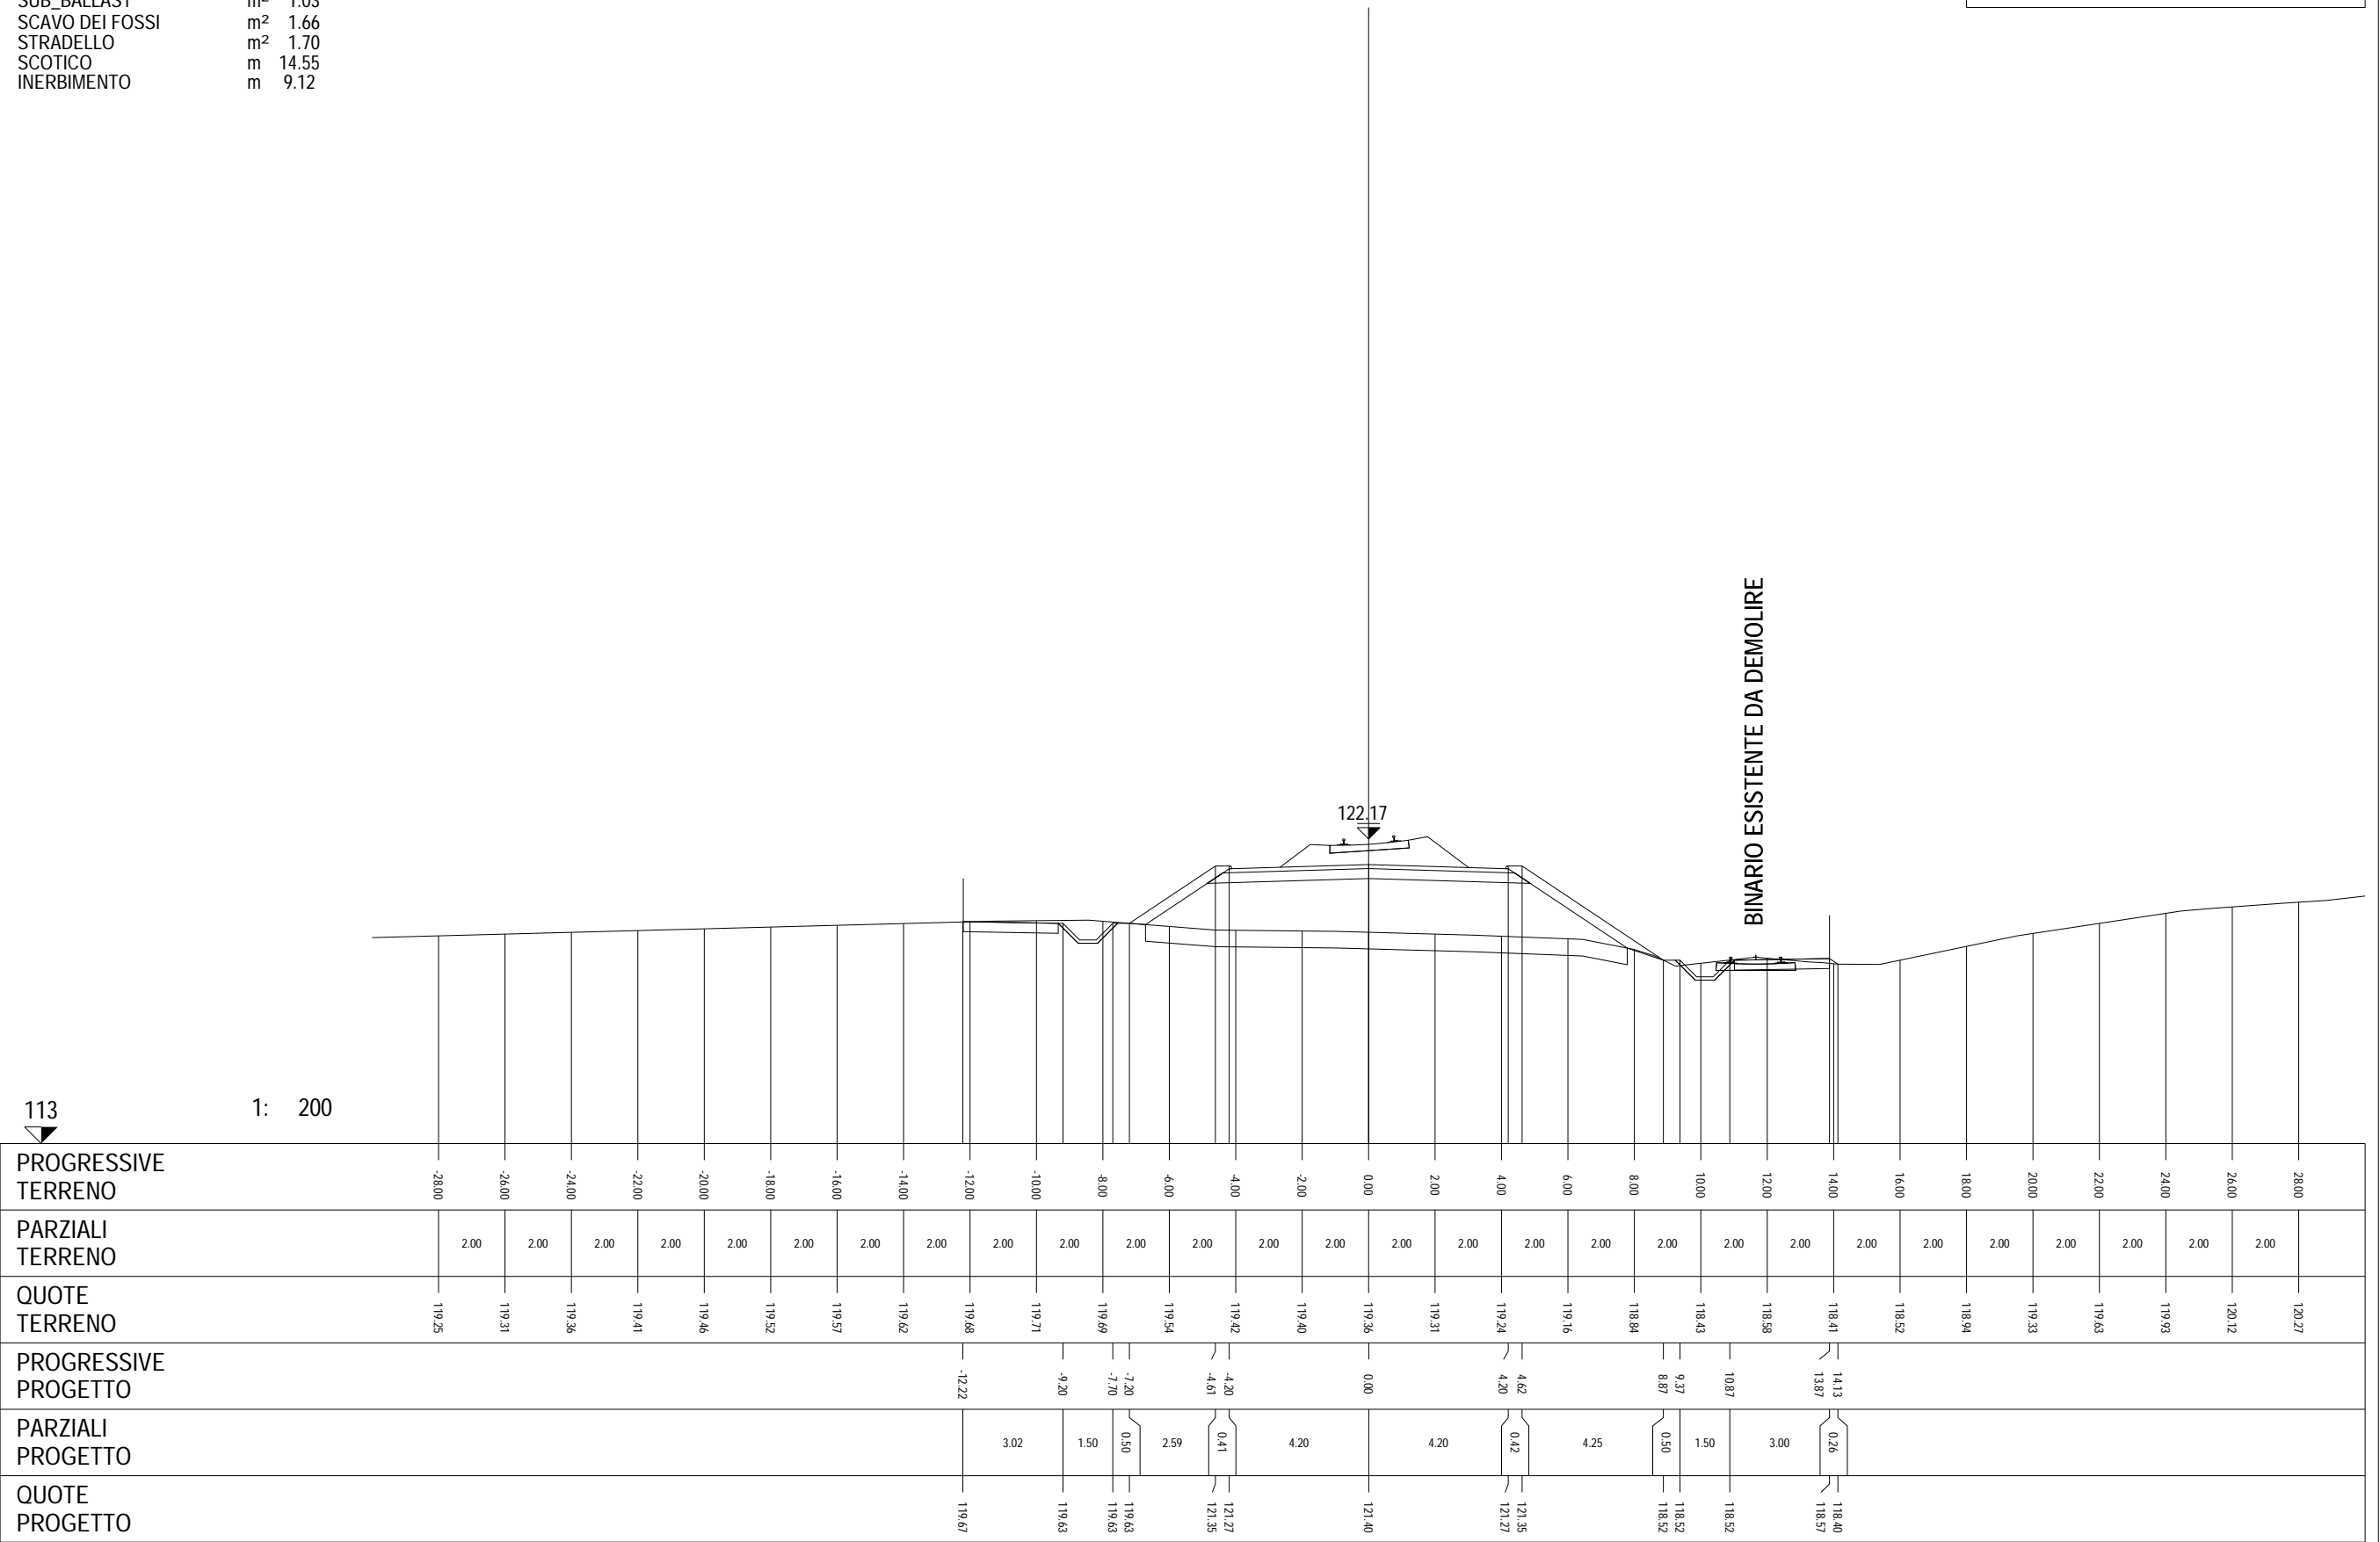 SUB_BALLAST m² 1.03
SCAVO DEI FOSSI m² 1.66
STRADELLO m² 1.70
SCOTICO m 14.55
INERBIMENTO m 9.12
BINARIO ESISTENTE DA DEMOLIRE
122.17
113 1: 200
PROGRESSIVE
TERRENO
-28.00 -26.00 -24.00 -22.00 -20.00 -18.00 -16.00 -14.00 -12.00 -10.00 -8.00 -6.00 -4.00 -2.00 0.00 2.00 4.00 6.00 8.00 10.00 12.00 14.00 16.00 18.00 20.00 22.00 24.00 26.00 28.00
PARZIALI
TERRENO
2.00 2.00 2.00 2.00 2.00 2.00 2.00 2.00 2.00 2.00 2.00 2.00 2.00 2.00 2.00 2.00 2.00 2.00 2.00 2.00 2.00 2.00 2.00 2.00 2.00 2.00 2.00 2.00
QUOTE
TERRENO
119.25 119.31 119.36 119.41 119.46 119.52 119.57 119.62 119.68 119.71 119.69 119.54 119.42 119.40 119.36 119.31 119.24 119.16 118.84 118.43 118.58 118.41 118.52 118.94 119.33 119.63 119.93 120.12 120.27
PROGRESSIVE
PROGETTO
-12.22 -9.20 -7.70 -7.20 -4.61 -4.20 0.00 4.20 4.62 8.87 9.37 10.87 13.87 14.13
PARZIALI
PROGETTO
3.02 1.50 0.50 2.59 0.41 4.20 4.20 0.42 4.25 0.50 1.50 3.00 0.26
QUOTE
PROGETTO
119.67 119.63 119.63 119.63 121.35 121.27 121.40 121.27 121.35 118.52 118.52 118.52 118.57 118.40